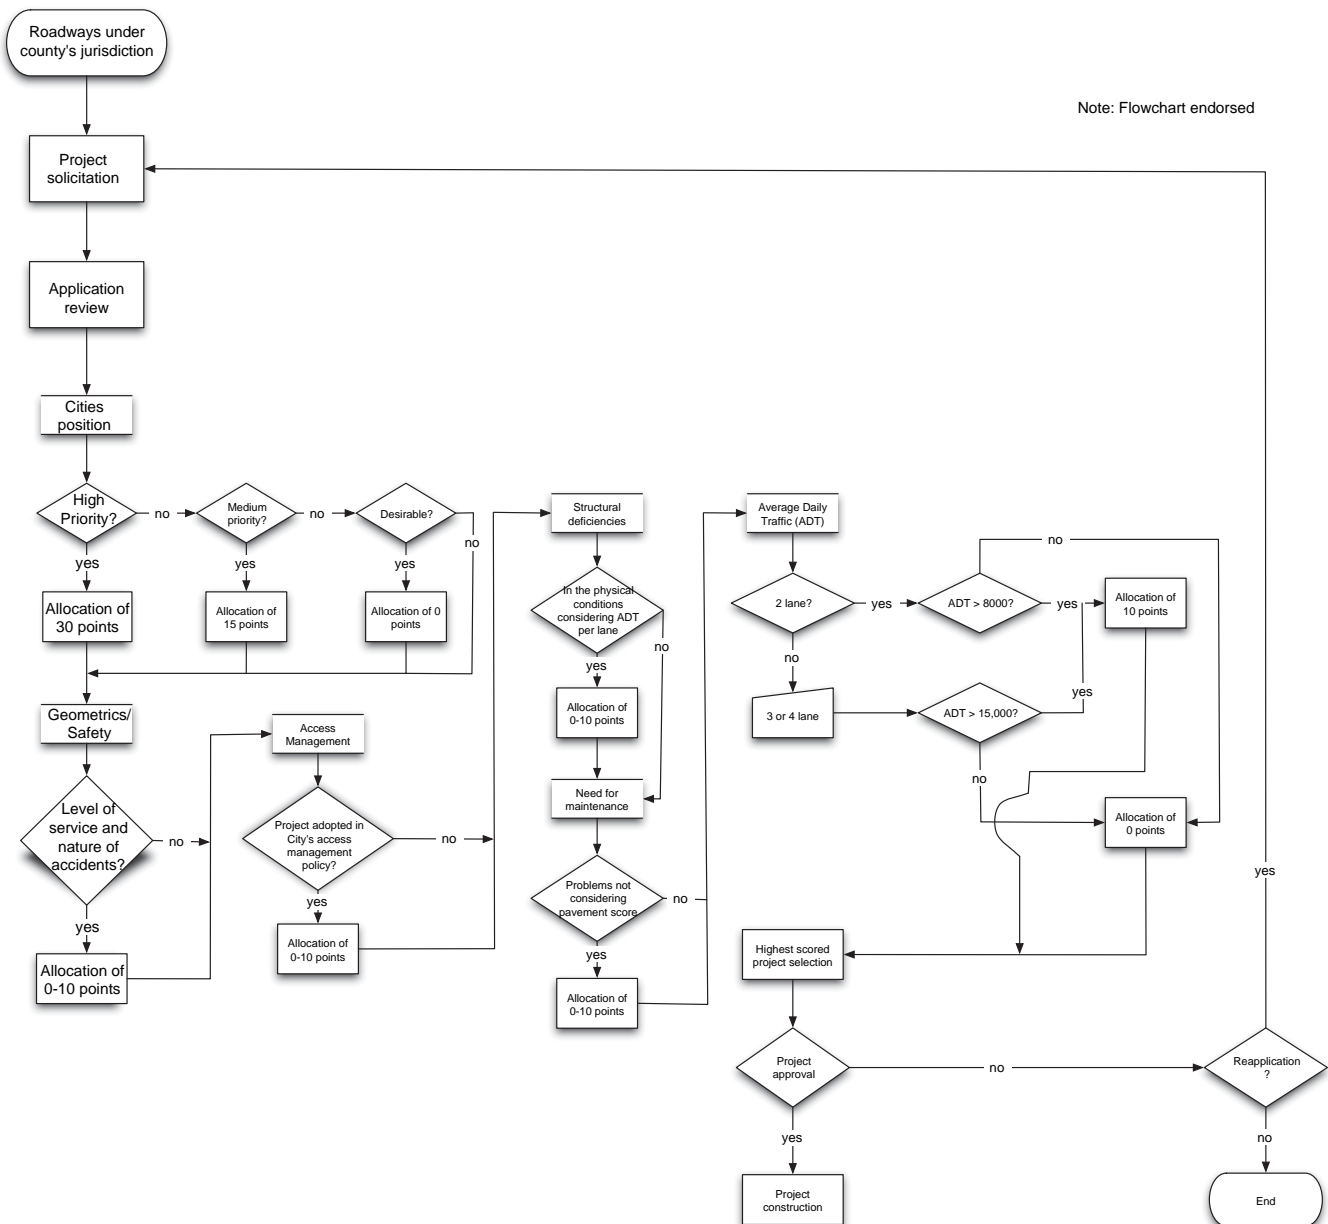 Roadways under
county's jurisdiction
Note: Flowchart endorsed
Project
solicitation
Application
review
Cities
position
High
Priority?
no
Medium
priority?
no
Desirable?
no
yes
yes
yes
Allocation of
30 points
Allocation of
15 points
Allocation of 0
points
Geometrics/
Safety
Level of
service and
nature of
accidents?
no
yes
Allocation of
0-10 points
Access
Management
Project adopted in
City's access
management
policy?
no
yes
Allocation of
0-10 points
Structural
deficiencies
In the physical
conditions
considering ADT
per lane
no
yes
Allocation of
0-10 points
Need for
maintenance
Problems not
considering
pavement score
no
yes
Allocation of
0-10 points
Average Daily
Traffic (ADT)
2 lane?
yes
ADT > 8000?
yes
no
Allocation of
10 points
no
3 or 4 lane
ADT > 15,000?
yes
no
Allocation of
0 points
Highest scored
project selection
Project
approval
no
Reapplication
?
yes
yes
no
Project
construction
End